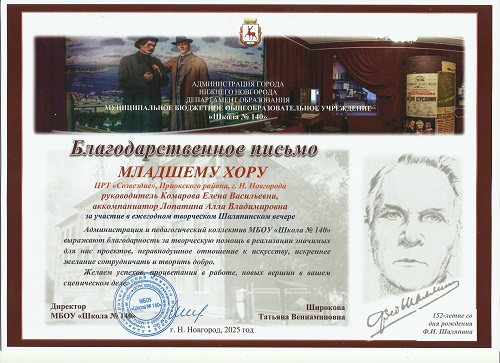 АДМИНИСТРАЦИЯ ГОРОДА
НИЖНЕГО НОВГОРОДА
ДЕПАРТАМЕНТ ОБРАЗОВАНИЯ
МУНИЦИПАЛЬНОЕ БЮДЖЕТНОЕ ОБЩЕОБРАЗОВАТЕЛЬНОЕ УЧРЕЖДЕНИЕ
«Школа № 140»
Благодарственное письмо
МЛАДШЕМУ ХОРУ
ЦРТ «Созвездие», Приокского района, г. Н. Новгорода
руководитель Комарова Елена Васильевна,
аккомпаниатор Лопатина Алла Владимировна
за участие в ежегодном творческом Шаляпинском вечере
Администрация и педагогический коллектив МБОУ «Школа № 140»
выражают благодарность за творческую помощь в реализации значимых
для нас проектов, неравнодушное отношение к искусству, искреннее
желание сотрудничать и творить добро.
Желаем успехов, процветания в работе, новых вершин в вашем
сценическом деле.
Директор
МБОУ «Школа № 140»
МБОУ
«Школа № 140»
Широкова
Татьяна Вениаминовна
г. Н. Новгород, 2025 год
152-летие со
дня рождения
Ф.И. Шаляпина